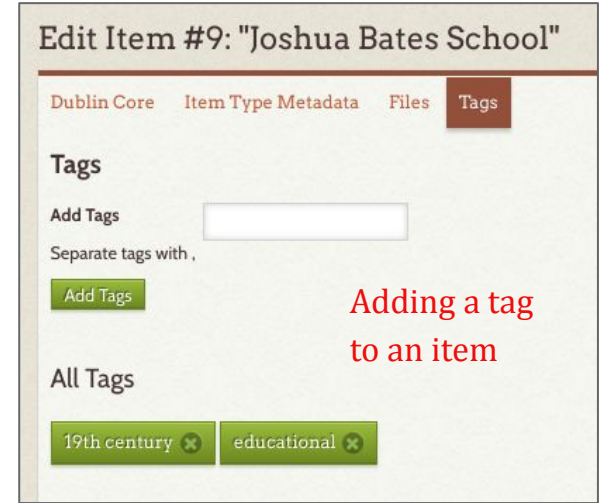 Edit Item #9: "Joshua Bates School"
Dublin Core Item Type Metadata Files Tags
Tags
Add Tags
Separate tags with ,
Add Tags
Adding a tag
to an item
All Tags
19th century educational